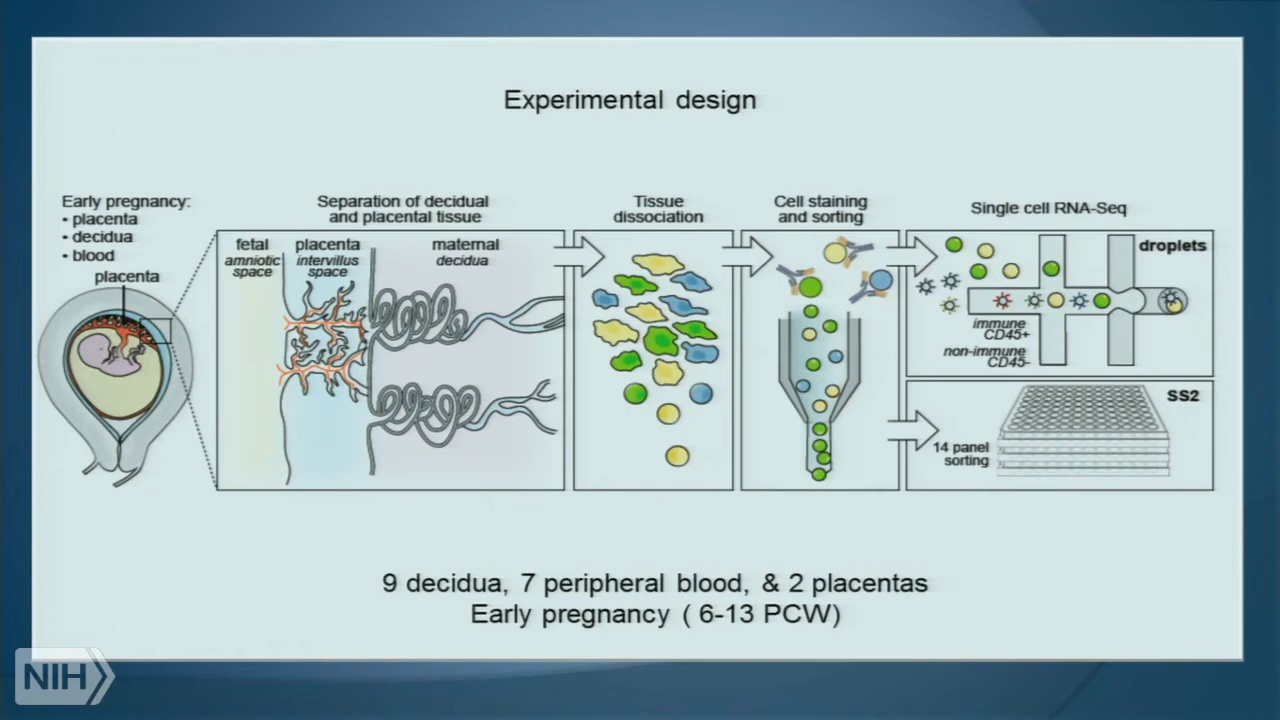 Experimental design
Early pregnancy:
• placenta
• decidua
• blood
placenta
Separation of decidual
and placental tissue
fetal
amniotic
space
placenta
intervillus
space
maternal
decidua
Tissue
dissociation
Cell staining
and sorting
Single cell RNA-Seq
droplets
immune
CD45+
non-immune
CD45-
SS2
14 panel
sorting
9 decidua, 7 peripheral blood, & 2 placentas
Early pregnancy ( 6-13 PCW)
NIH